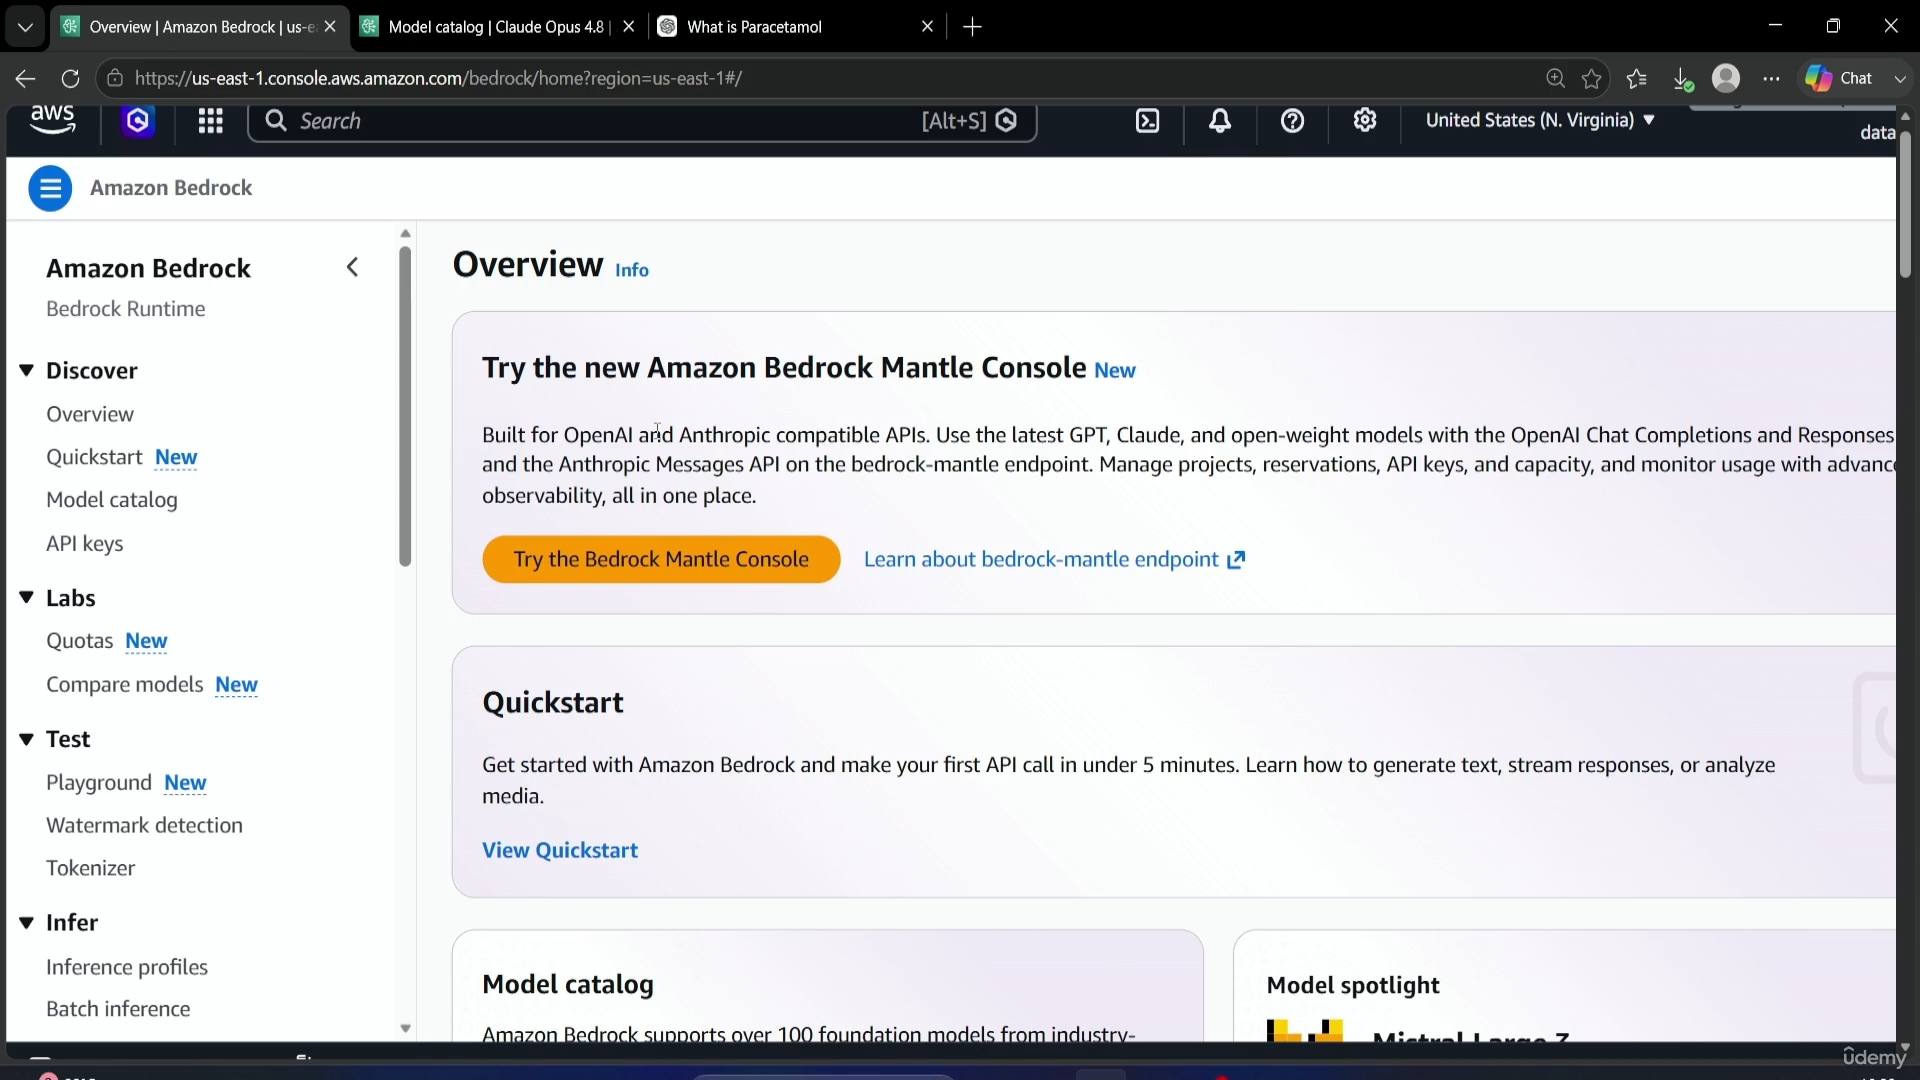 Overview | Amazon Bedrock | us-e
Model catalog | Claude Opus 4.8 |
What is Paracetamol
https://us-east-1.console.aws.amazon.com/bedrock/home?region=us-east-1#/
Chat
aws
Search
[Alt+S]
United States (N. Virginia)
data
Amazon Bedrock
Amazon Bedrock
Bedrock Runtime
Discover
Overview
Quickstart New
Model catalog
API keys
Labs
Quotas New
Compare models New
Test
Playground New
Watermark detection
Tokenizer
Infer
Inference profiles
Batch inference
Overview Info
Try the new Amazon Bedrock Mantle Console New
Built for OpenAI and Anthropic compatible APIs. Use the latest GPT, Claude, and open-weight models with the OpenAI Chat Completions and Responses
and the Anthropic Messages API on the bedrock-mantle endpoint. Manage projects, reservations, API keys, and capacity, and monitor usage with advanc
observability, all in one place.
Try the Bedrock Mantle Console
Learn about bedrock-mantle endpoint
Quickstart
Get started with Amazon Bedrock and make your first API call in under 5 minutes. Learn how to generate text, stream responses, or analyze
media.
View Quickstart
Model catalog
Amazon Bedrock supports over 100 foundation models from industry-
Model spotlight
Mistral Large
udemy